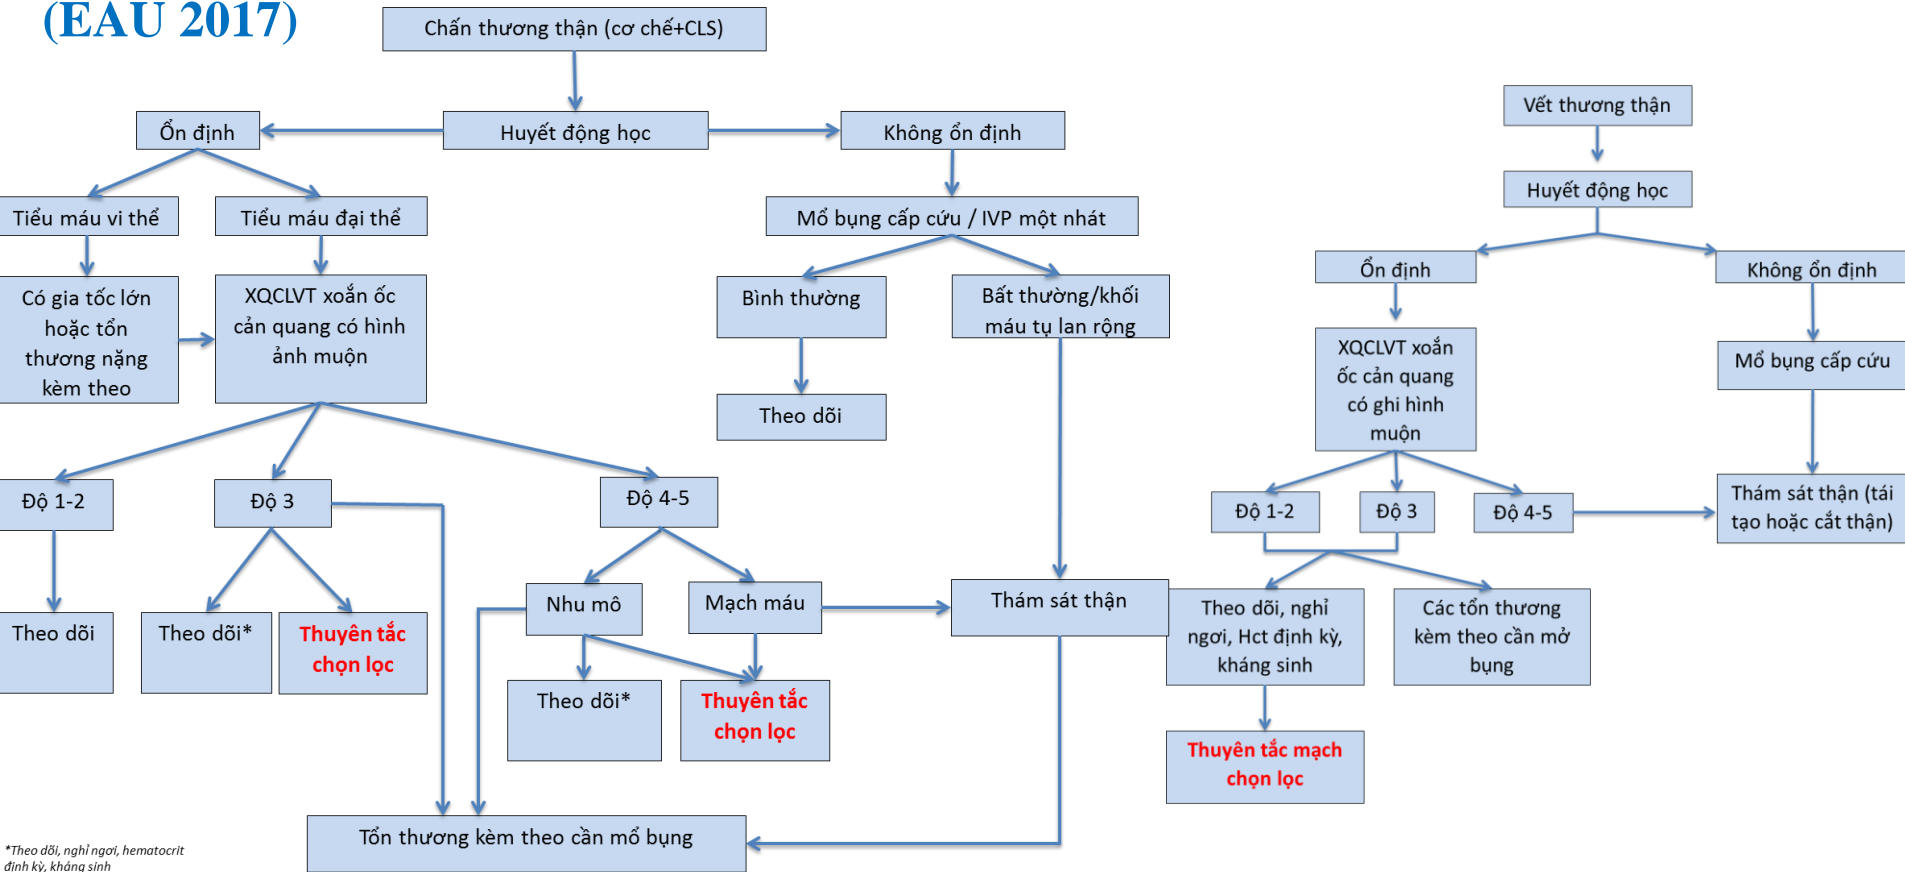 (EAU 2017)
Chấn thương thận (cơ chế+CLS)
Ổn định
Huyết động học
Không ổn định
Tiểu máu vi thể
Tiểu máu đại thể
Mổ bụng cấp cứu / IVP một nhát
Có gia tốc lớn
hoặc tổn
thương nặng
kèm theo
XQCLVT xoắn ốc
cản quang có hình
ảnh muộn
Bình thường
Bất thường/khối
máu tụ lan rộng
Theo dõi
Độ 1-2
Độ 3
Độ 4-5
Theo dõi
Theo dõi*
Thuyên tắc
chọn lọc
Nhu mô
Mạch máu
Thám sát thận
Theo dõi*
Thuyên tắc
chọn lọc
Tổn thương kèm theo cần mổ bụng
*Theo dõi, nghỉ ngơi, hematocrit
định kỳ, kháng sinh
Vết thương thận
Huyết động học
Ổn định
Không ổn định
XQCLVT xoắn
ốc cản quang
có ghi hình
muộn
Mổ bụng cấp cứu
Độ 1-2
Độ 3
Độ 4-5
Thám sát thận (tái
tạo hoặc cắt thận)
Theo dõi, nghỉ
ngơi, Hct định kỳ,
kháng sinh
Các tổn thương
kèm theo cần mở
bụng
Thuyên tắc mạch
chọn lọc